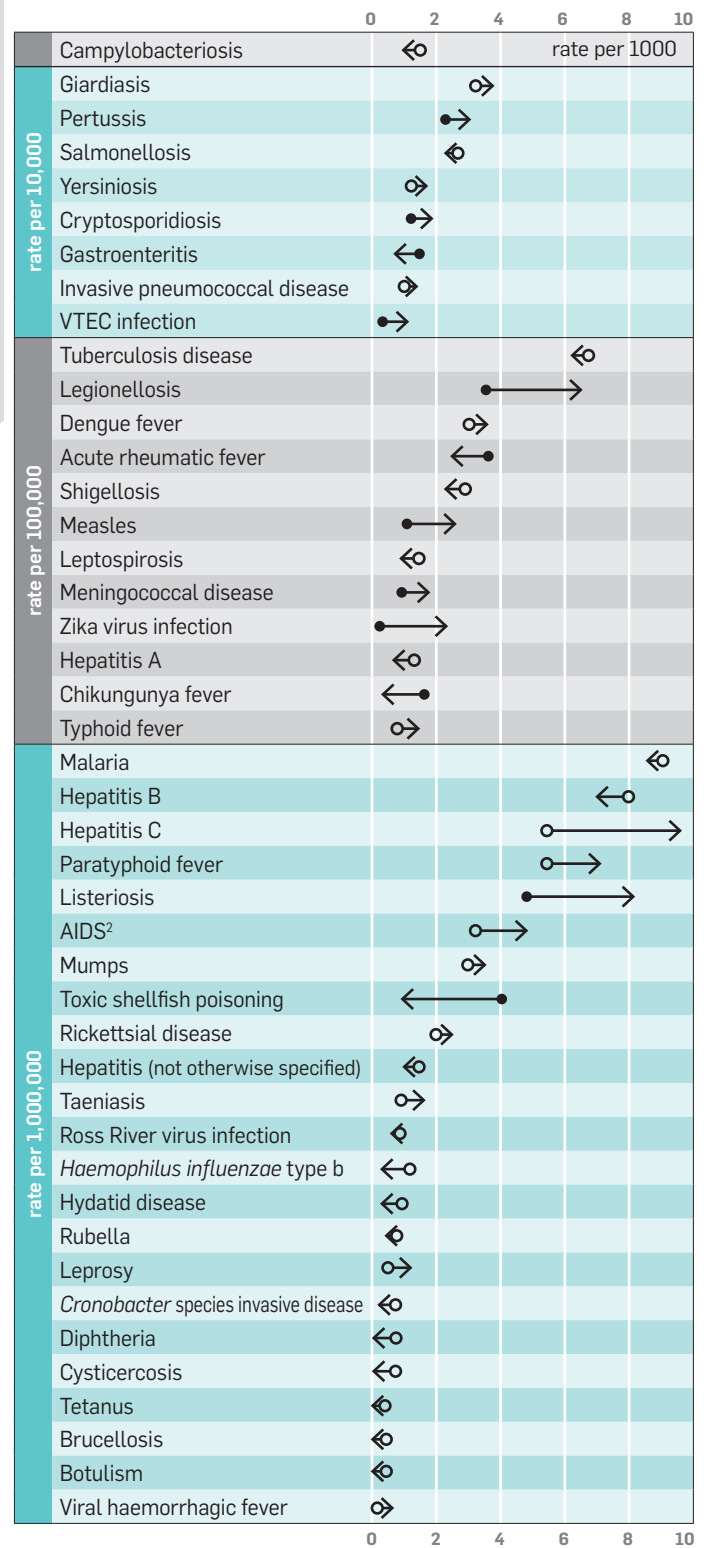 0 2 4 6 8 10
Campylobacteriosis rate per 1000
rate per 10,000
Giardiasis
Pertussis
Salmonellosis
Yersiniosis
Cryptosporidiosis
Gastroenteritis
Invasive pneumococcal disease
VTEC infection
rate per 100,000
Tuberculosis disease
Legionellosis
Dengue fever
Acute rheumatic fever
Shigellosis
Measles
Leptospirosis
Meningococcal disease
Zika virus infection
Hepatitis A
Chikungunya fever
Typhoid fever
rate per 1,000,000
Malaria
Hepatitis B
Hepatitis C
Paratyphoid fever
Listeriosis
AIDS²
Mumps
Toxic shellfish poisoning
Rickettsial disease
Hepatitis (not otherwise specified)
Taeniasis
Ross River virus infection
Haemophilus influenzae type b
Hydatid disease
Rubella
Leprosy
Cronobacter species invasive disease
Diphtheria
Cysticercosis
Tetanus
Brucellosis
Botulism
Viral haemorrhagic fever
0 2 4 6 8 10